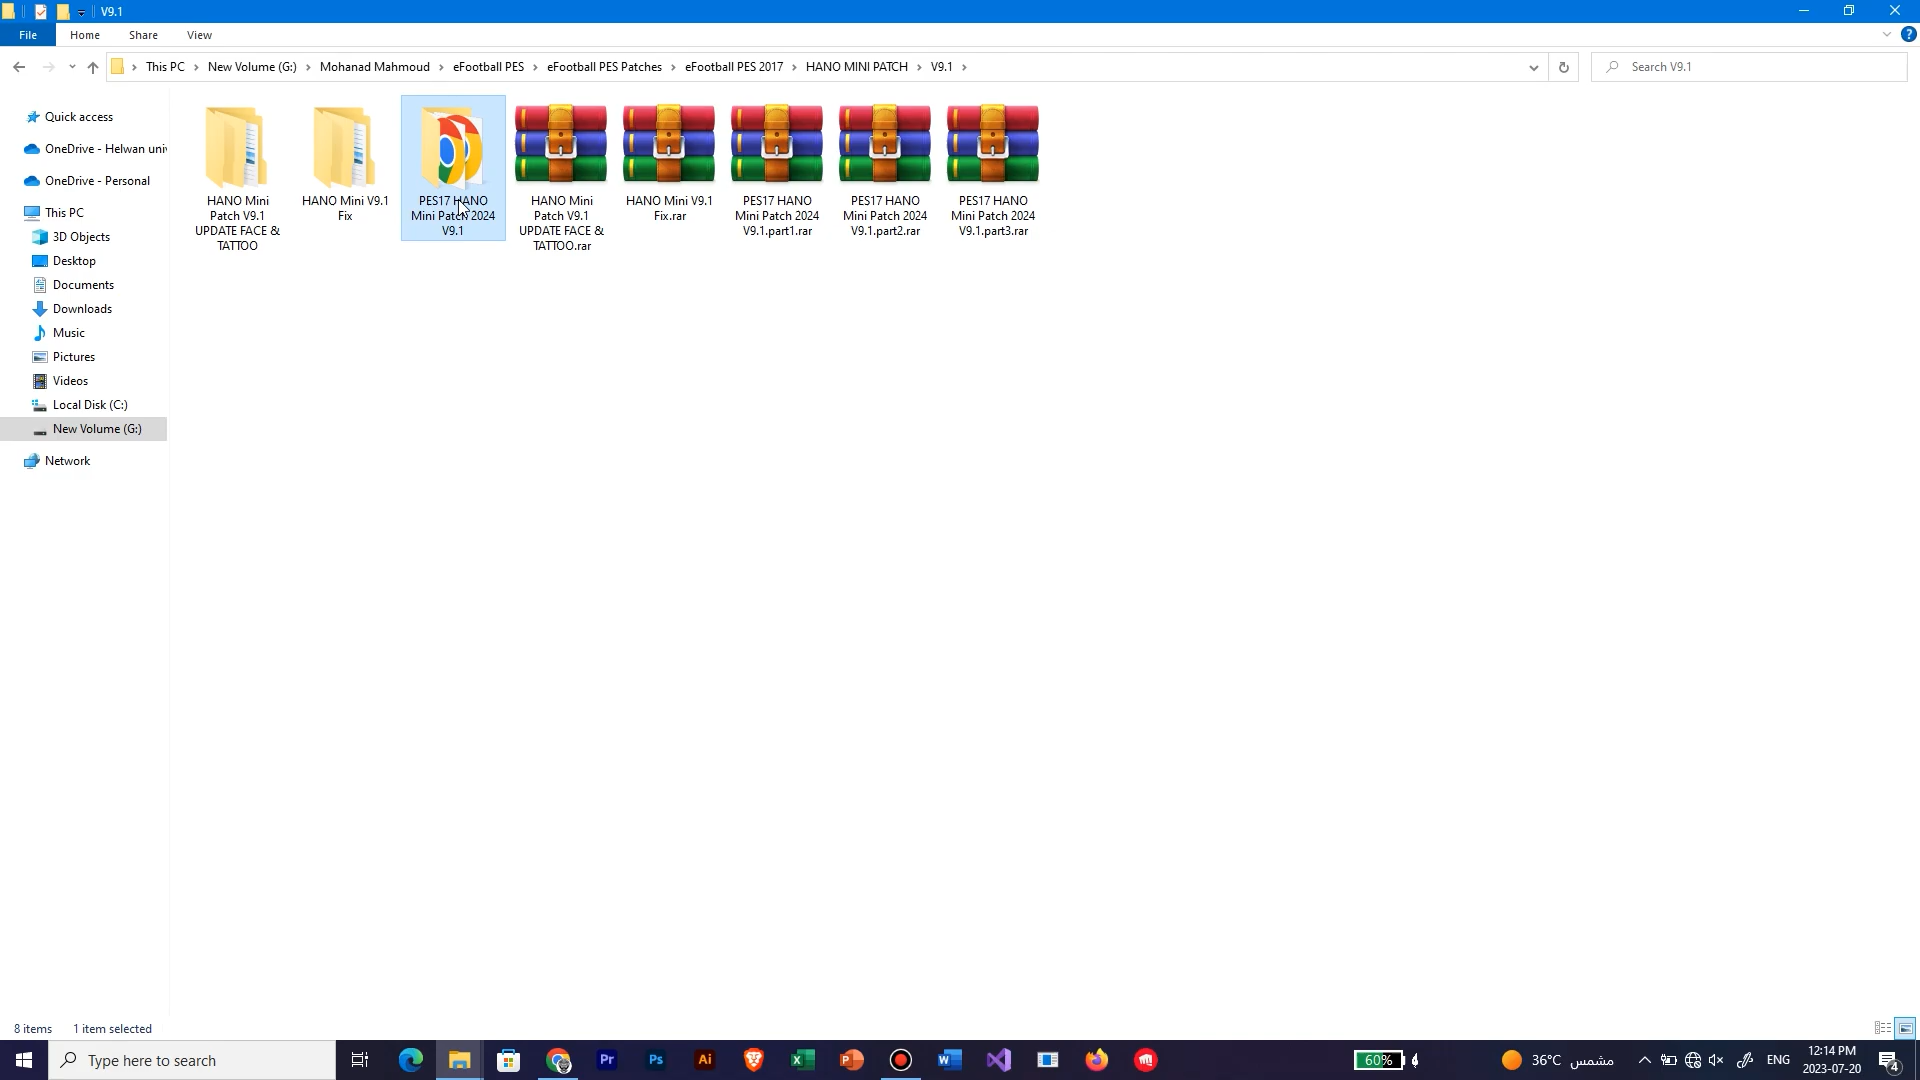 V9.1
File
Home
Share
View
This PC
New Volume (G:)
Mohanad Mahmoud
eFootball PES
eFootball PES Patches
eFootball PES 2017
HANO MINI PATCH
V9.1
Search V9.1
Quick access
OneDrive - Helwan univ
OneDrive - Personal
This PC
3D Objects
Desktop
Documents
Downloads
Music
Pictures
Videos
Local Disk (C:)
New Volume (G:)
Network
HANO Mini
Patch V9.1
UPDATE FACE &
TATTOO
HANO Mini V9.1
Fix
PES17 HANO
Mini Patch 2024
V9.1
HANO Mini
Patch V9.1
UPDATE FACE &
TATTOO.rar
HANO Mini V9.1
Fix.rar
PES17 HANO
Mini Patch 2024
V9.1.part1.rar
PES17 HANO
Mini Patch 2024
V9.1.part2.rar
PES17 HANO
Mini Patch 2024
V9.1.part3.rar
8 items
1 item selected
Type here to search
Pr
Ps
Ai
60%
36°C مشمس
ENG
12:14 PM
2023-07-20
4